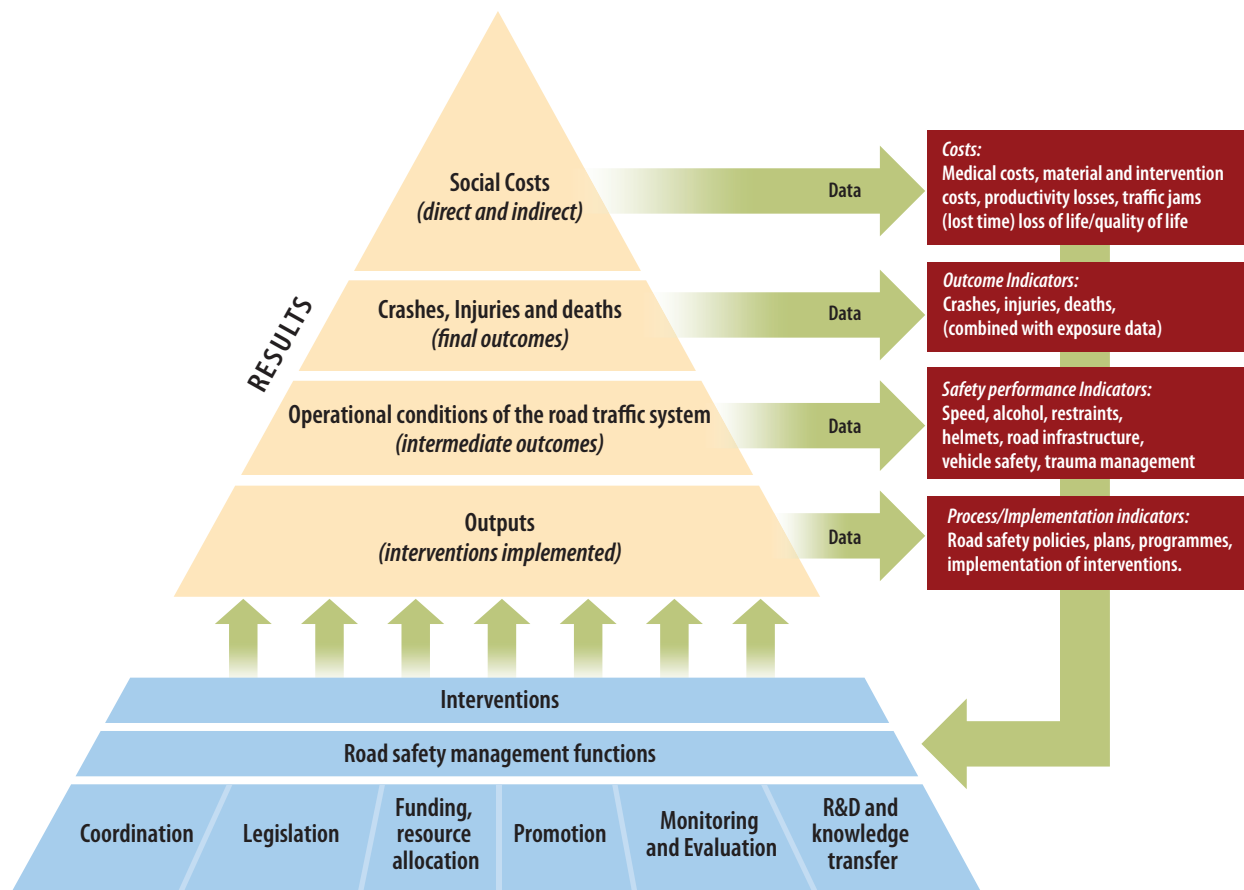 Social Costs
(direct and indirect)
Data
Costs:
Medical costs, material and intervention
costs, productivity losses, traffic jams
(lost time) loss of life/quality of life
RESULTS
Crashes, Injuries and deaths
(final outcomes)
Data
Outcome Indicators:
Crashes, injuries, deaths,
(combined with exposure data)
Operational conditions of the road traffic system
(intermediate outcomes)
Data
Safety performance Indicators:
Speed, alcohol, restraints,
helmets, road infrastructure,
vehicle safety, trauma management
Outputs
(interventions implemented)
Data
Process/Implementation indicators:
Road safety policies, plans, programmes,
implementation of interventions.
Interventions
Road safety management functions
Coordination
Legislation
Funding,
resource
allocation
Promotion
Monitoring
and Evaluation
R&D and
knowledge
transfer